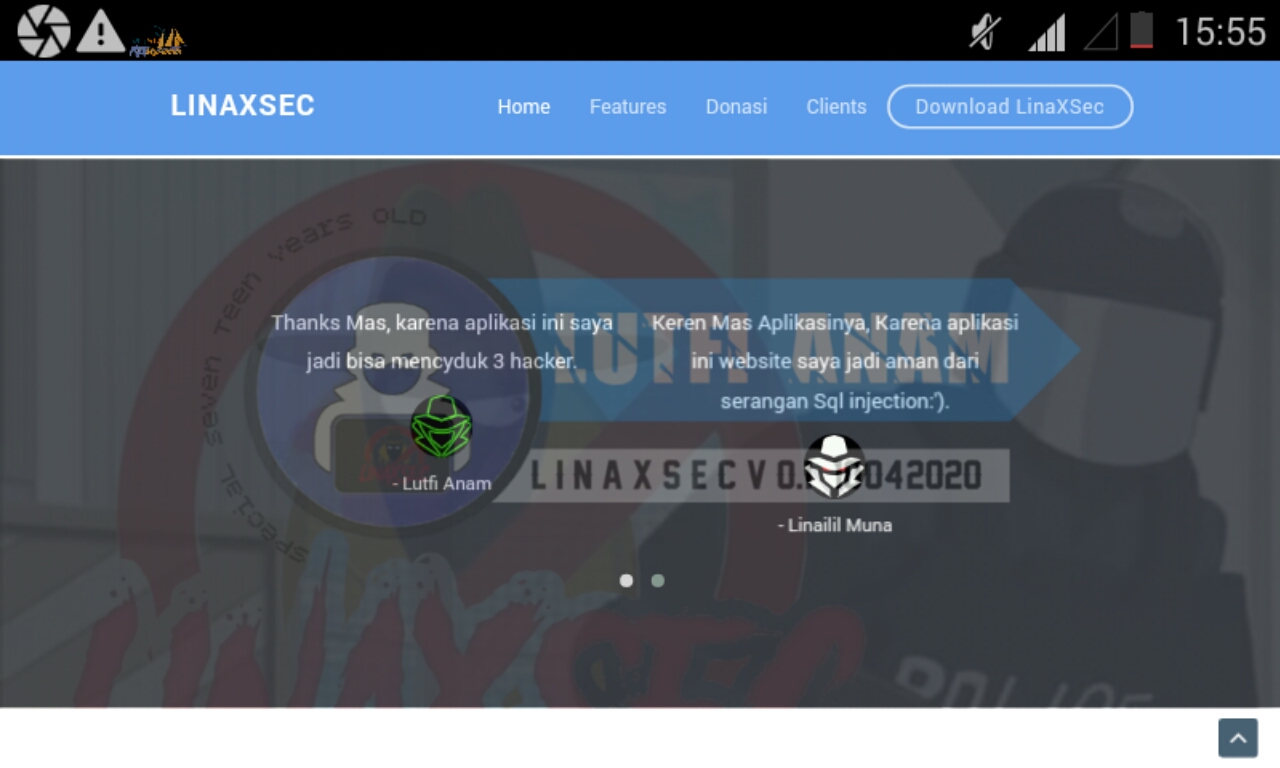 15:55
LINAXSEC
Home
Features
Donasi
Clients
Download LinaXSec
special seven Teen years OLD
Thanks Mas, karena aplikasi ini saya
jadi bisa mencyduk 3 hacker.
- Lutfi Anam
Keren Mas Aplikasinya, Karena aplikasi
ini website saya jadi aman dari
serangan Sql injection:').
- Linailil Muna
LUTFI ANAM
LINAXSECV0. 042020
LINAXSEC
POLICE